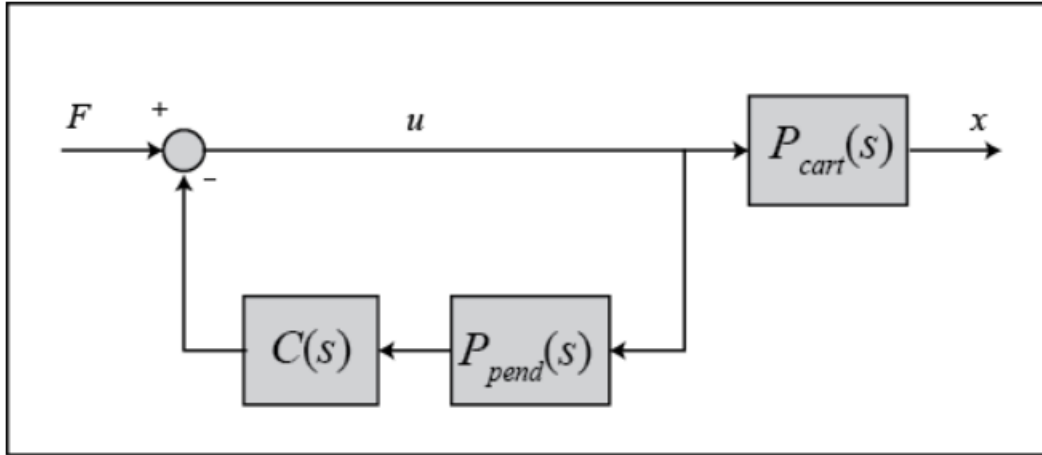 F
+
u
P_cart(s)
x
-
C(s)
P_pend(s)